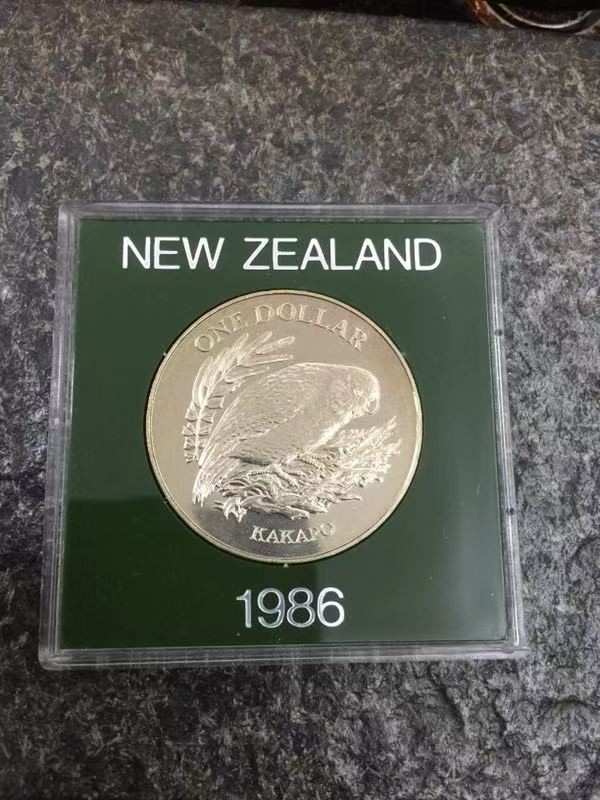 NEW ZEALAND
ONE DOLLAR
KAKAPO
1986